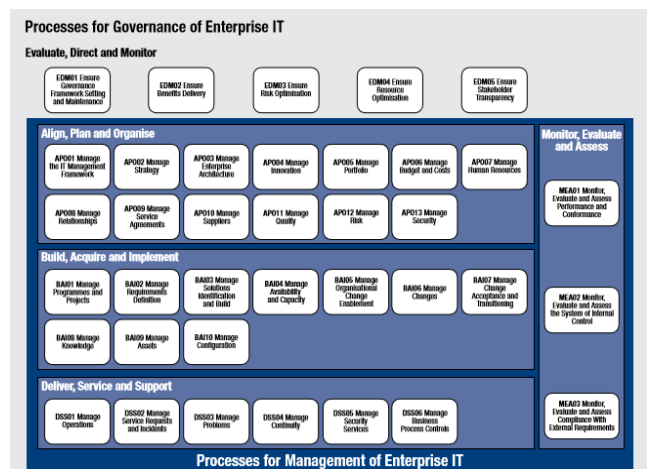 Processes for Governance of Enterprise IT
Evaluate, Direct and Monitor
EDM01 Ensure
Governance
Framework Setting
and Maintenance
EDM02 Ensure
Benefits Delivery
EDM03 Ensure
Risk Optimisation
EDM04 Ensure
Resource
Optimisation
EDM05 Ensure
Stakeholder
Transparency
Align, Plan and Organise
APO01 Manage
the IT Management
Framework
APO02 Manage
Strategy
APO03 Manage
Enterprise
Architecture
APO04 Manage
Innovation
APO05 Manage
Portfolio
APO06 Manage
Budget and Costs
APO07 Manage
Human Resources
APO08 Manage
Relationships
APO09 Manage
Service
Agreements
APO10 Manage
Suppliers
APO11 Manage
Quality
APO12 Manage
Risk
APO13 Manage
Security
Build, Acquire and Implement
BAI01 Manage
Programmes and
Projects
BAI02 Manage
Requirements
Definition
BAI03 Manage
Solutions
Identification
and Build
BAI04 Manage
Availability
and Capacity
BAI05 Manage
Organisational
Change
Enablement
BAI06 Manage
Changes
BAI07 Manage
Change
Acceptance and
Transitioning
BAI08 Manage
Knowledge
BAI09 Manage
Assets
BAI10 Manage
Configuration
Deliver, Service and Support
DSS01 Manage
Operations
DSS02 Manage
Service Requests
and Incidents
DSS03 Manage
Problems
DSS04 Manage
Continuity
DSS05 Manage
Security
Services
DSS06 Manage
Business
Process Controls
Monitor, Evaluate
and Assess
MEA01 Monitor,
Evaluate and Assess
Performance and
Conformance
MEA02 Monitor,
Evaluate and Assess
the System of Internal
Control
MEA03 Monitor,
Evaluate and Assess
Compliance With
External Requirements
Processes for Management of Enterprise IT